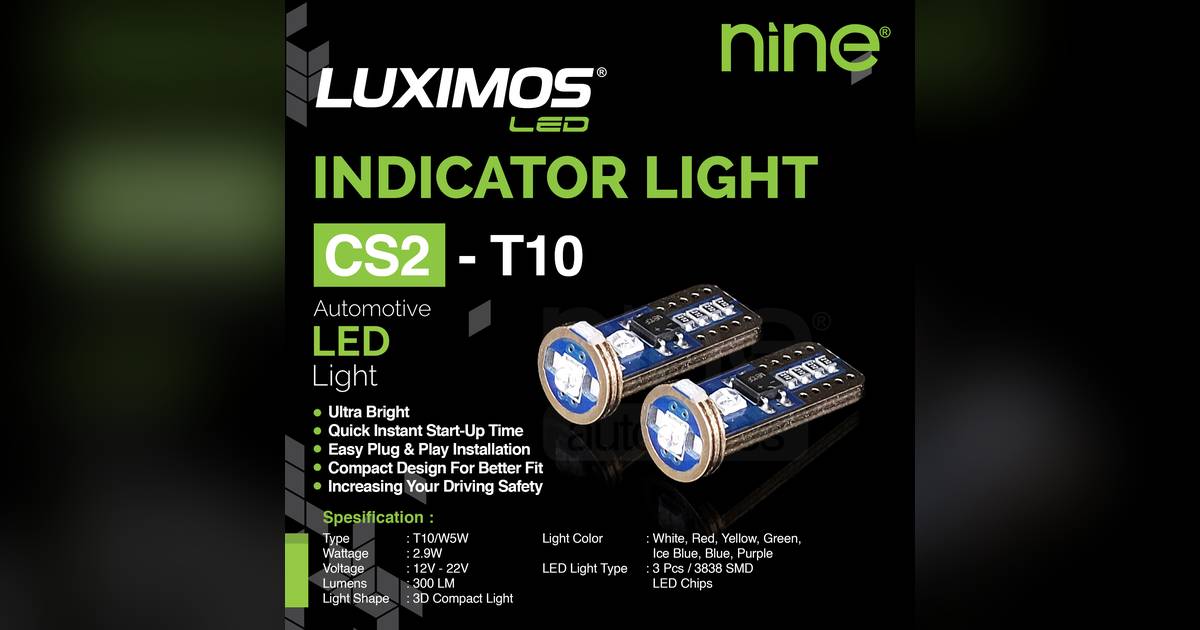 nine®
LUXIMOS®
LED
INDICATOR LIGHT
CS2 - T10
Automotive
LED
Light
• Ultra Bright
• Quick Instant Start-Up Time
• Easy Plug & Play Installation
• Compact Design For Better Fit
• Increasing Your Driving Safety
Spesification :
Type : T10/W5W
Wattage : 2.9W
Voltage : 12V - 22V
Lumens : 300 LM
Light Shape : 3D Compact Light
Light Color : White, Red, Yellow, Green,
Ice Blue, Blue, Purple
LED Light Type : 3 Pcs / 3838 SMD
LED Chips